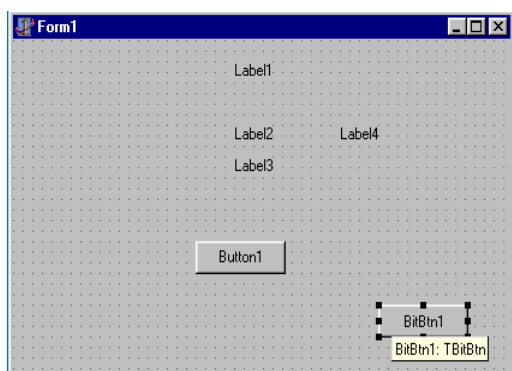 Form1
Label1
Label2 Label4
Label3
Button1
BitBtn1
BitBtn1: TBitBtn